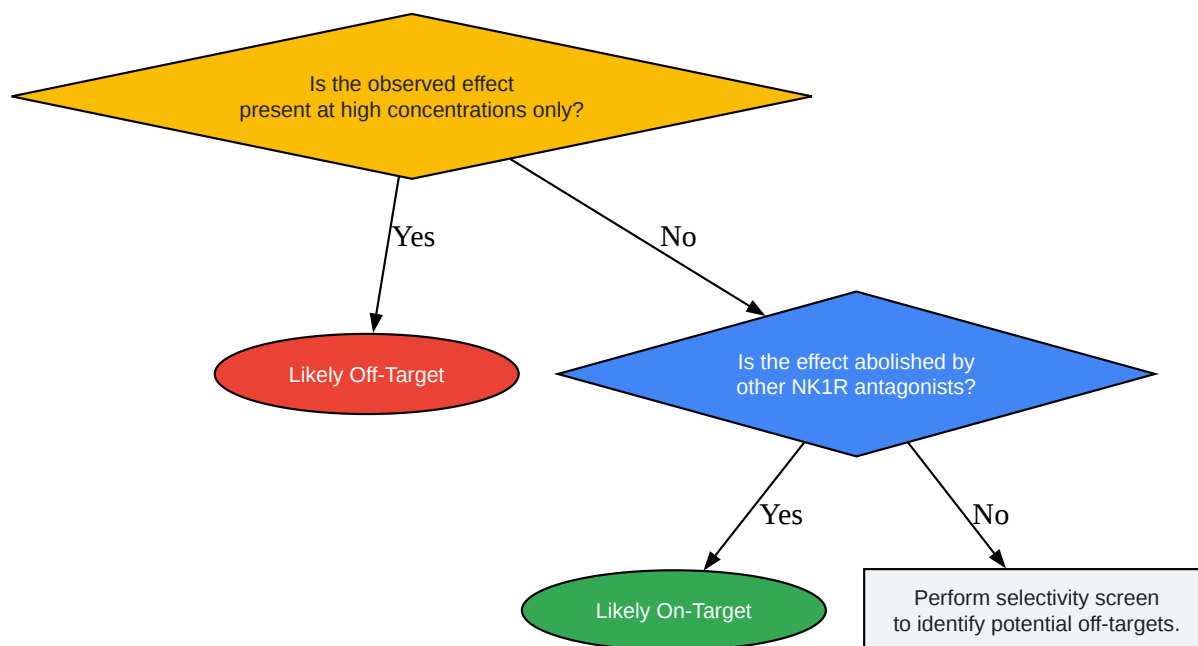 Is the observed effect
present at high concentrations only?
Yes
No
Likely Off-Target
Is the effect abolished by
other NK1R antagonists?
Yes
No
Likely On-Target
Perform selectivity screen
to identify potential off-targets.